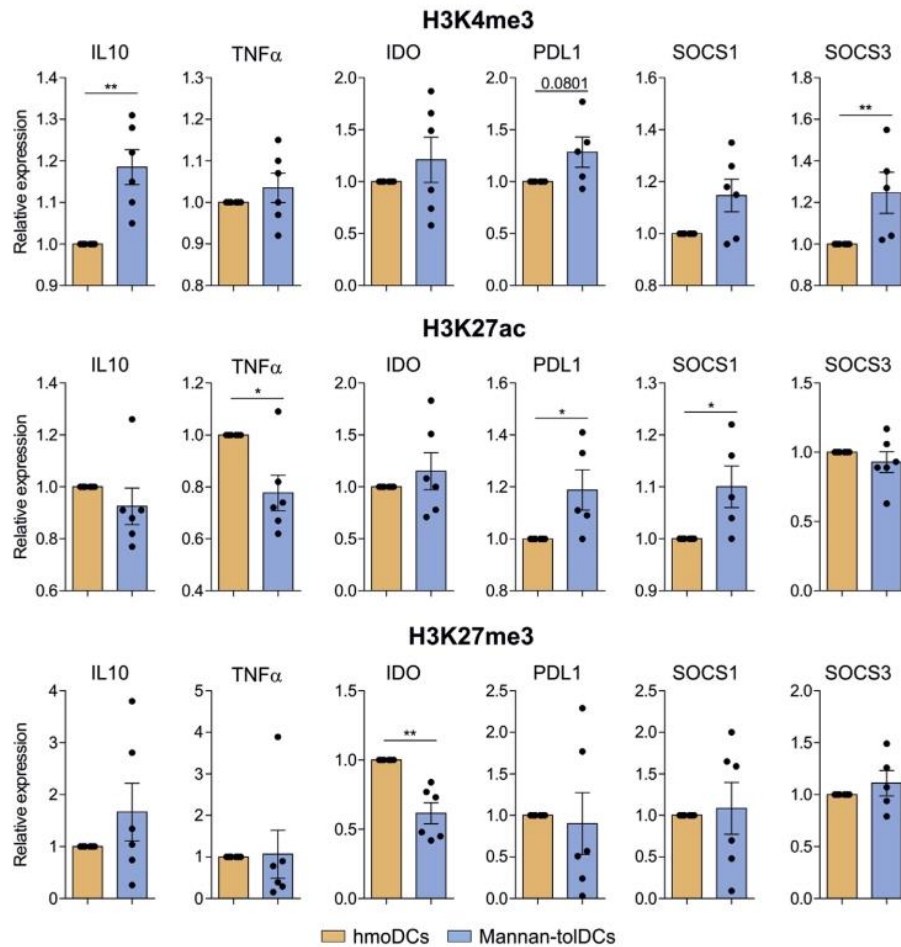 H3K4me3
IL10 TNFα IDO PDL1 SOCS1 SOCS3
Relative expression
1.4 1.3 1.2 1.1 1.0 0.9
**
1.3 1.2 1.1 1.0 0.9 0.8
2.0 1.5 1.0 0.5 0.0
2.0 1.5 1.0 0.5 0.0
0.0801
1.6 1.4 1.2 1.0 0.8
1.6 1.4 1.2 1.0 0.8
**
H3K27ac
IL10 TNFα IDO PDL1 SOCS1 SOCS3
Relative expression
1.4 1.2 1.0 0.8 0.6
1.2 1.0 0.8 0.6 0.4
*
2.0 1.5 1.0 0.5 0.0
1.6 1.4 1.2 1.0 0.8
*
1.3 1.2 1.1 1.0 0.9
*
1.5 1.0 0.5 0.0
H3K27me3
IL10 TNFα IDO PDL1 SOCS1 SOCS3
Relative expression
4 3 2 1 0
5 4 3 2 1 0
1.5 1.0 0.5 0.0
**
2.5 2.0 1.5 1.0 0.5 0.0
2.5 2.0 1.5 1.0 0.5 0.0
2.0 1.5 1.0 0.5 0.0
hmoDCs Mannan-tolDCs